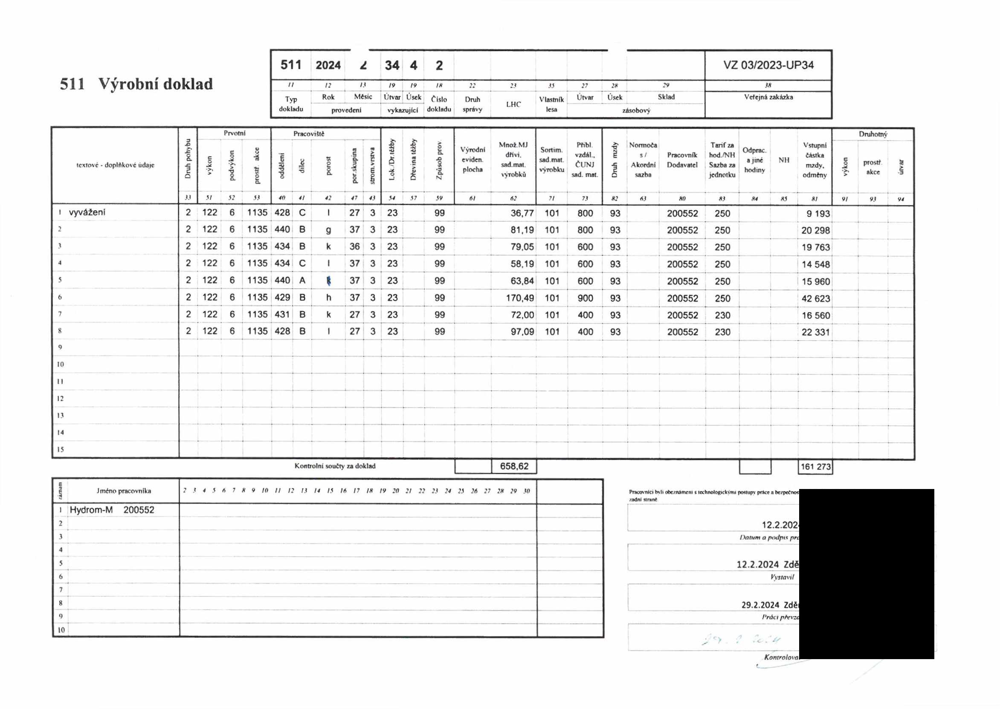 511 2024 2 34 4 2 VZ 03/2023-UP34
511 Výrobní doklad
11 12 13 19 19 18 22 23 35 27 28 29 38
Typ dokladu Rok Měsíc provedení Útvar Úsek vykazující Číslo dokladu Druh správy LHC Vlastník lesa Útvar Úsek Sklad zásobový Veřejná zakázka
textové - doplňkové údaje Druh pohybu Prvotní výkon podvýkon prostř. akce Pracoviště oddělení dílec porost por.skupina strom.vrstva Lok./Dr.těžby Dřevina těžby Způsob prov. Výrodní eviden. plocha Množ.MJ dříví, sad.mat. výrobků Sortim. sad.mat. výrobku Přibl. vzdál., ČUNJ sad. mat. Druh mzdy Normoča s / Akordní sazba Pracovník Dodavatel Tarif za hod./NH Sazba za jednotku Odprac. a jiné hodiny NH Vstupní částka mzdy, odměny Druhotný výkon prostř. akce útvar
33 51 52 53 40 41 42 47 43 54 57 59 61 62 71 73 82 63 80 83 84 85 81 91 93 94
1 vyvážení 2 122 6 1135 428 C l 27 3 23 99 36,77 101 800 93 200552 250 9 193
2 2 122 6 1135 440 B g 37 3 23 99 81,19 101 800 93 200552 250 20 298
3 2 122 6 1135 434 B k 36 3 23 99 79,05 101 600 93 200552 250 19 763
4 2 122 6 1135 434 C l 37 3 23 99 58,19 101 600 93 200552 250 14 548
5 2 122 6 1135 440 A 37 3 23 99 63,84 101 600 93 200552 250 15 960
6 2 122 6 1135 429 B h 37 3 23 99 170,49 101 900 93 200552 250 42 623
7 2 122 6 1135 431 B k 27 3 23 99 72,00 101 400 93 200552 230 16 560
8 2 122 6 1135 428 B l 27 3 23 99 97,09 101 400 93 200552 230 22 331
9
10
11
12
13
14
15
Kontrolní součty za doklad 658,62 161 273
záznam Jméno pracovníka 2 3 4 5 6 7 8 9 10 11 12 13 14 15 16 17 18 19 20 21 22 23 24 25 26 27 28 29 30
1 Hydrom-M 200552
2
3
4
5
6
7
8
9
10
Pracovníci byli obeznámeni s technologickými postupy práce a bezpečnos
zadní straně
12.2.202
Datum a podpis pra
12.2.2024 Zdě
Vystavil
29.2.2024 Zdě
Práci převza
29. 2 2024
Kontrolova